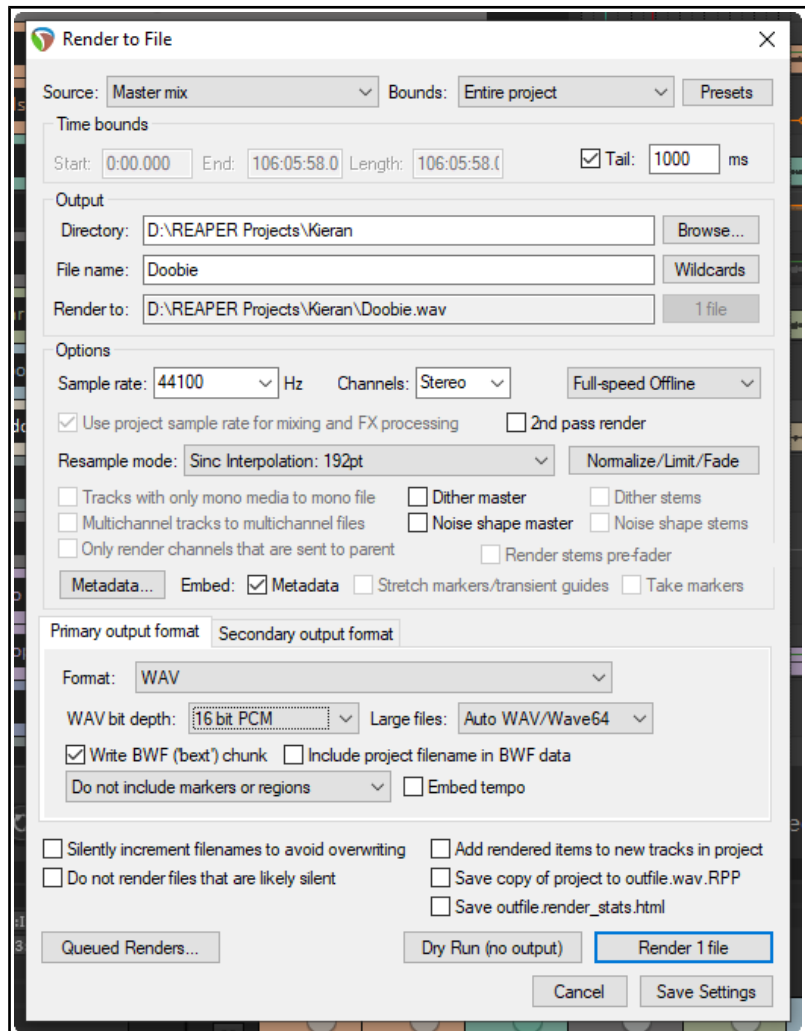 Render to File
Source: Master mix Bounds: Entire project Presets
Time bounds
Start: 0:00.000 End: 106:05:58.0 Length: 106:05:58.( Tail: 1000 ms
Output
Directory: D:\REAPER Projects\Kieran Browse...
File name: Doobie Wildcards
Render to: D:\REAPER Projects\Kieran\Doobie.wav 1 file
Options
Sample rate: 44100 Hz Channels: Stereo Full-speed Offline
Use project sample rate for mixing and FX processing 2nd pass render
Resample mode: Sinc Interpolation: 192pt Normalize/Limit/Fade
Tracks with only mono media to mono file Dither master Dither stems
Multichannel tracks to multichannel files Noise shape master Noise shape stems
Only render channels that are sent to parent Render stems pre-fader
Metadata... Embed: Metadata Stretch markers/transient guides Take markers
Primary output format Secondary output format
Format: WAV
WAV bit depth: 16 bit PCM Large files: Auto WAV/Wave64
Write BWF ('bext') chunk Include project filename in BWF data
Do not include markers or regions Embed tempo
Silently increment filenames to avoid overwriting Add rendered items to new tracks in project
Do not render files that are likely silent Save copy of project to outfile.wav.RPP
Save outfile.render_stats.html
Queued Renders... Dry Run (no output) Render 1 file
Cancel Save Settings